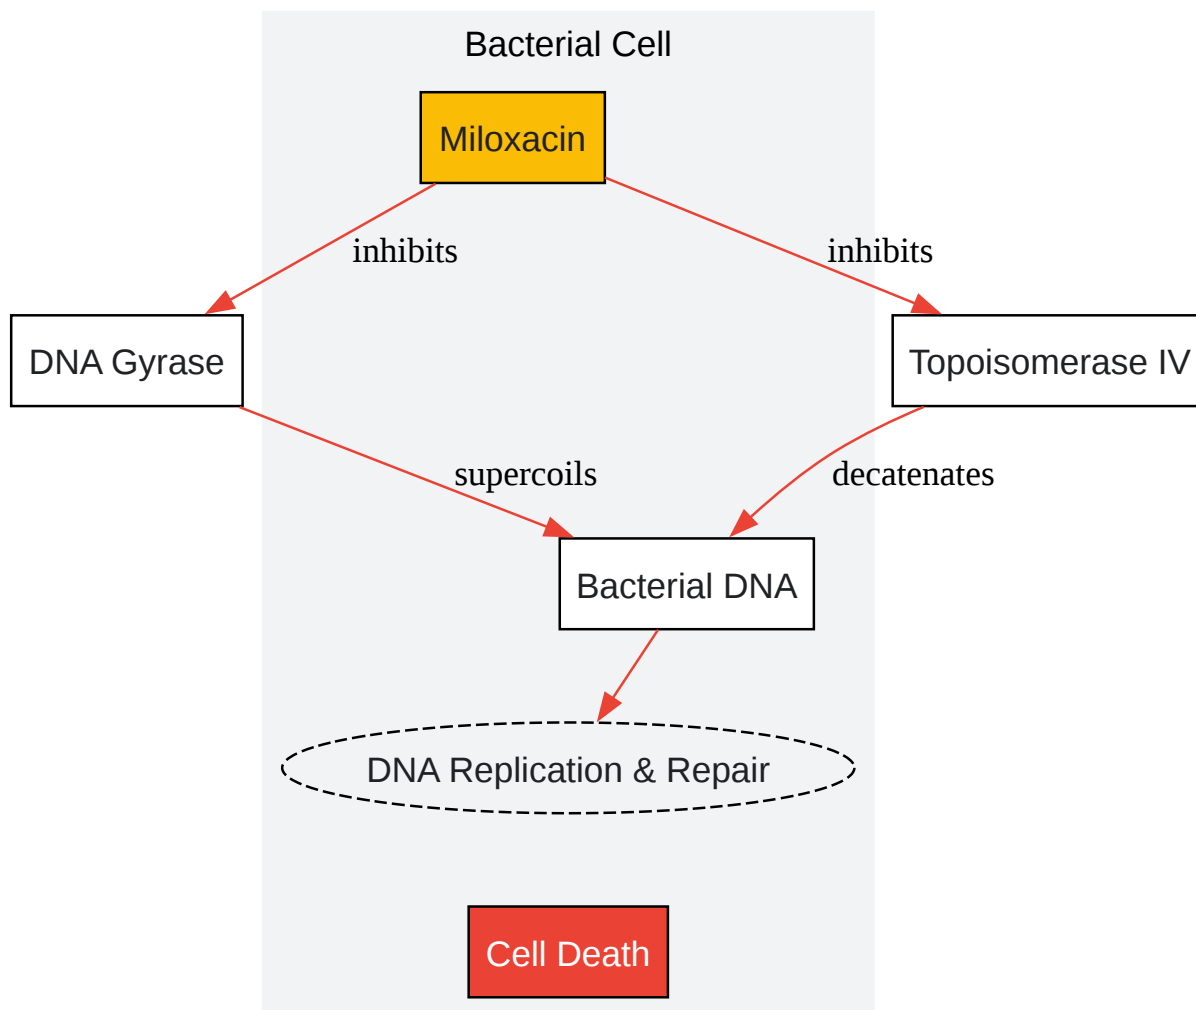 Bacterial Cell
Miloxacin
inhibits
inhibits
DNA Gyrase
Topoisomerase IV
supercoils
decatenates
Bacterial DNA
DNA Replication & Repair
Cell Death